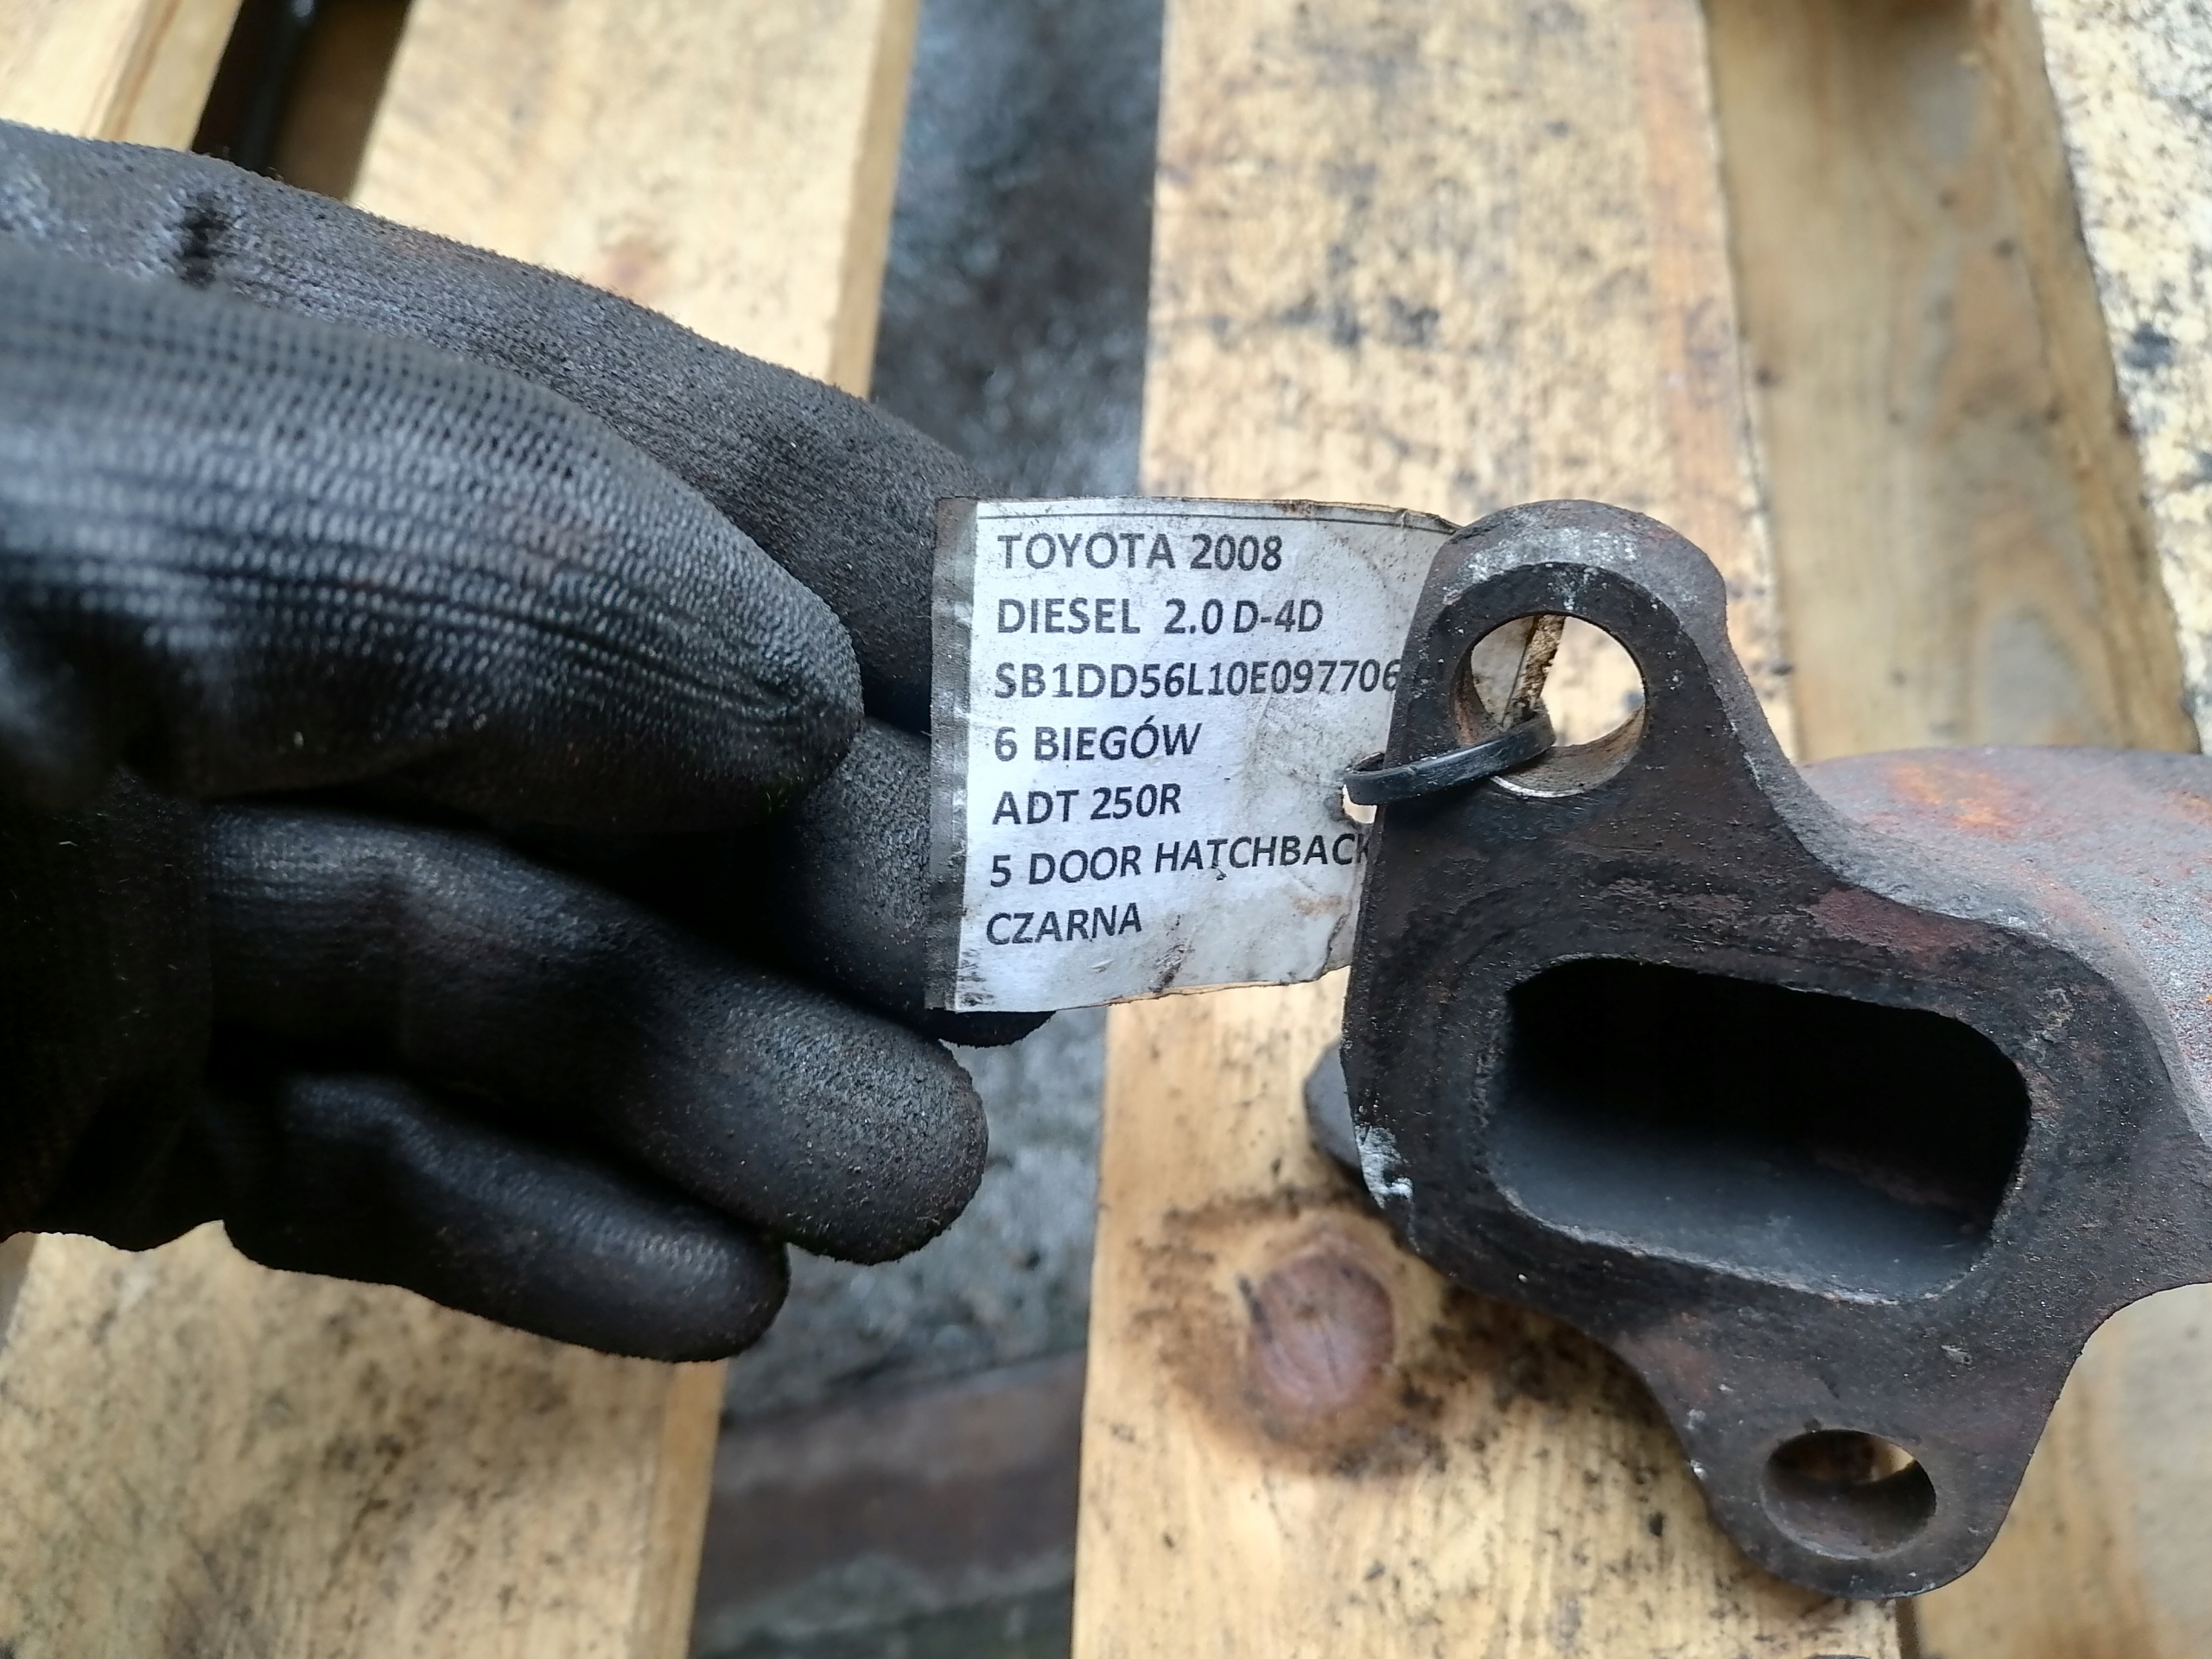 TOYOTA 2008
DIESEL 2.0 D-4D
SB1DD56L10E097706
6 BIEGÓW
ADT 250R
5 DOOR HATCHBACK
CZARNA